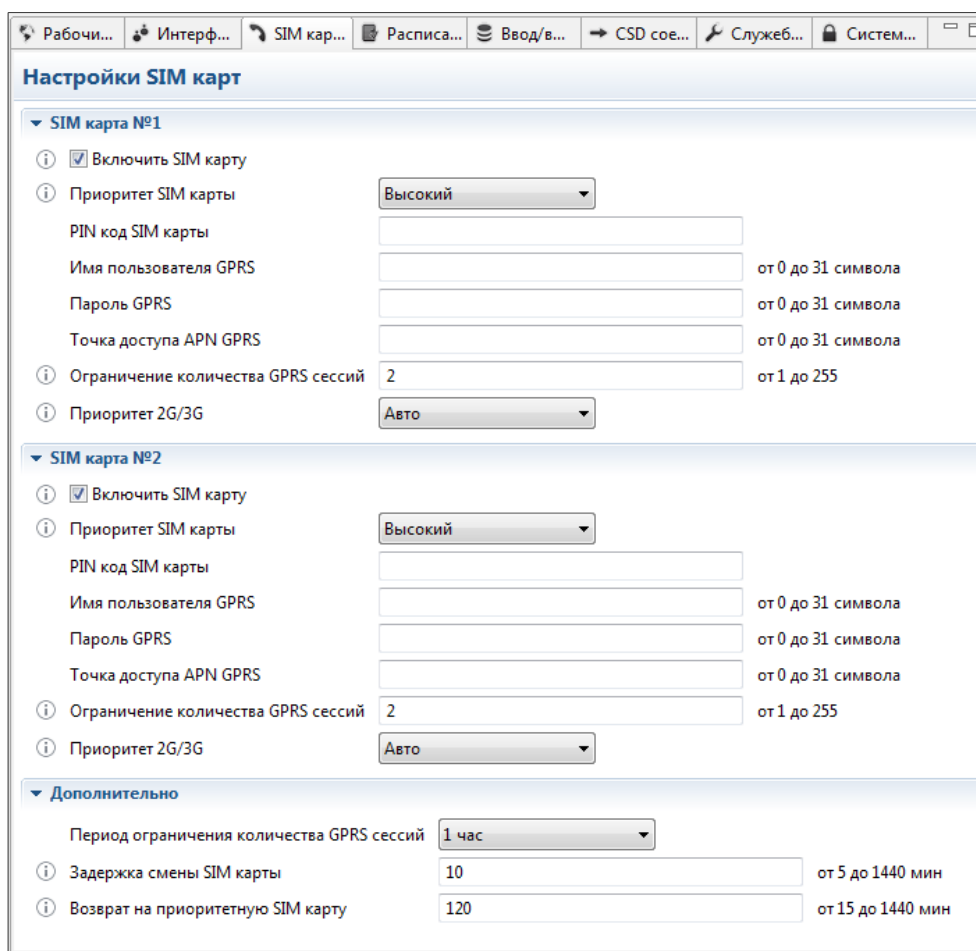 Рабочи... Интерф... SIM кар... Расписа... Ввод/в... CSD сое... Служеб... Систем...
Настройки SIM карт
SIM карта №1
Включить SIM карту
Приоритет SIM карты Высокий
PIN код SIM карты
Имя пользователя GPRS от 0 до 31 символа
Пароль GPRS от 0 до 31 символа
Точка доступа APN GPRS от 0 до 31 символа
Ограничение количества GPRS сессий 2 от 1 до 255
Приоритет 2G/3G Авто
SIM карта №2
Включить SIM карту
Приоритет SIM карты Высокий
PIN код SIM карты
Имя пользователя GPRS от 0 до 31 символа
Пароль GPRS от 0 до 31 символа
Точка доступа APN GPRS от 0 до 31 символа
Ограничение количества GPRS сессий 2 от 1 до 255
Приоритет 2G/3G Авто
Дополнительно
Период ограничения количества GPRS сессий 1 час
Задержка смены SIM карты 10 от 5 до 1440 мин
Возврат на приоритетную SIM карту 120 от 15 до 1440 мин